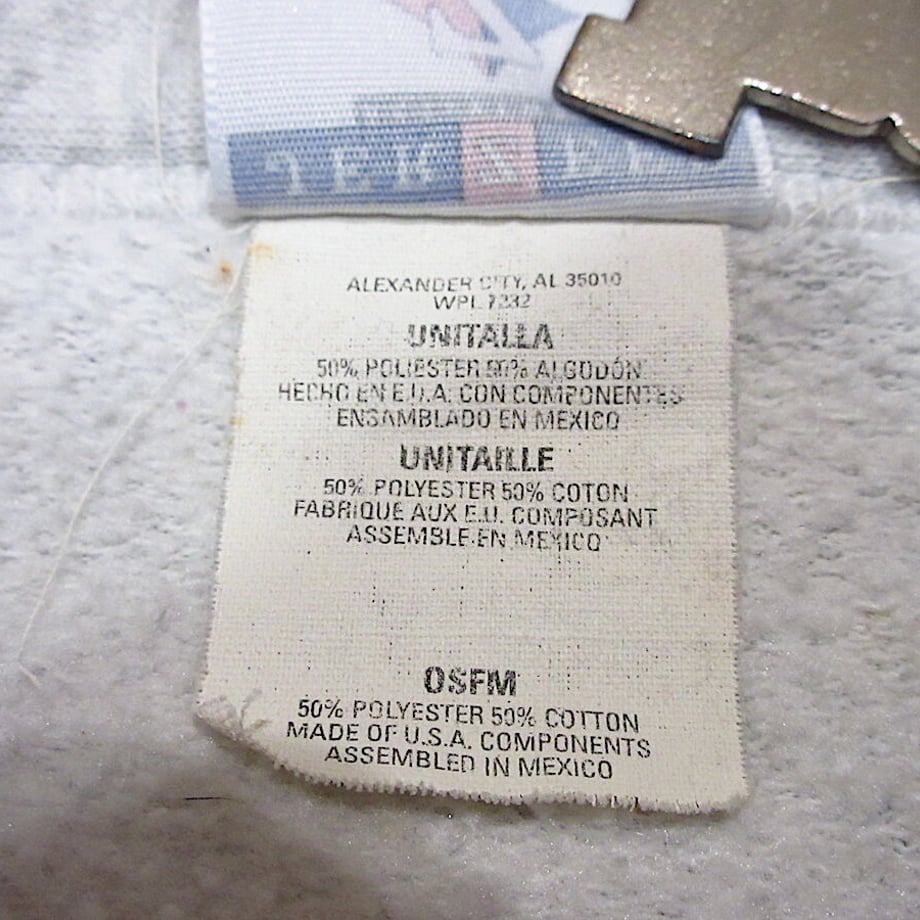 ALEXANDER CITY, AL 35010
WPL 7232
UNITALLA
50% POLIESTER 50% ALGODÓN
HECHO EN E.U.A. CON COMPONENTES
ENSAMBLADO EN MEXICO
UNITAILLE
50% POLYESTER 50% COTON
FABRIQUE AUX E.U. COMPOSANT
ASSEMBLE EN MEXICO
OSFM
50% POLYESTER 50% COTTON
MADE OF U.S.A. COMPONENTS
ASSEMBLED IN MEXICO